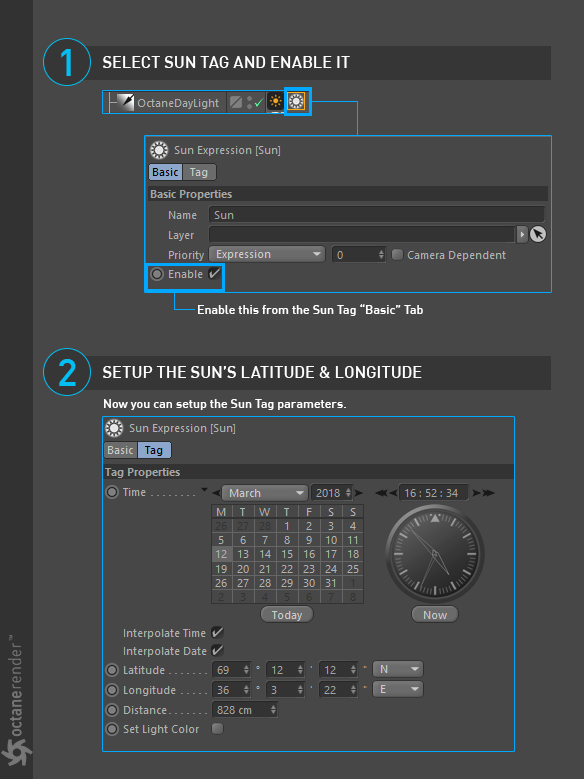 1
SELECT SUN TAG AND ENABLE IT
OctaneDayLight
Sun Expression [Sun]
Basic Tag
Basic Properties
Name Sun
Layer
Priority Expression 0 Camera Dependent
Enable
Enable this from the Sun Tag “Basic” Tab
2
SETUP THE SUN’S LATITUDE & LONGITUDE
Now you can setup the Sun Tag parameters.
Sun Expression [Sun]
Basic Tag
Tag Properties
Time . . . . . . . . March 2018 16 : 52 : 34
M T W T F S S
26 27 28 1 2 3 4
5 6 7 8 9 10 11
12 13 14 15 16 17 18
19 20 21 22 23 24 25
26 27 28 29 30 31 1
2 3 4 5 6 7 8
Today Now
Interpolate Time
Interpolate Date
Latitude . . . . . . . 69 ° 12 ' 12 " N
Longitude . . . . . 36 ° 3 ' 22 " E
Distance . . . . . . . 828 cm
Set Light Color
octanerender™